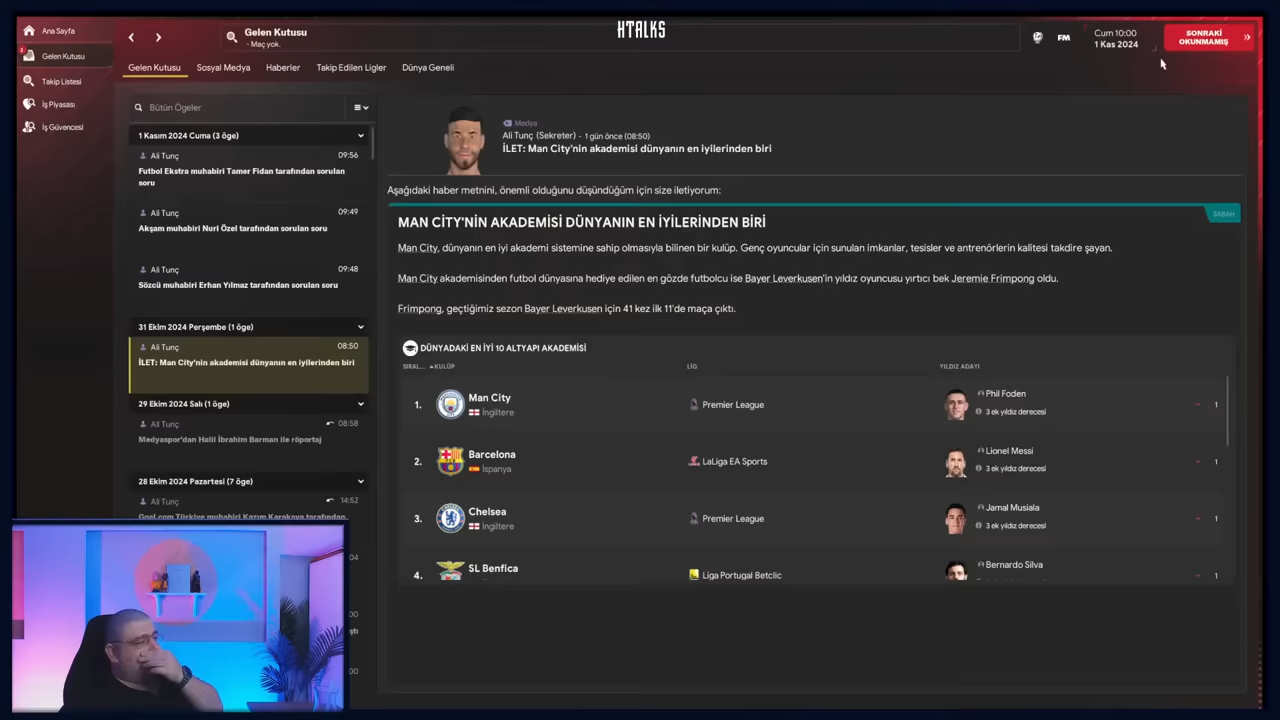 HTALKS
Ana Sayfa
Gelen Kutusu
Takip Listesi
İş Piyasası
İş Güvencesi
Gelen Kutusu
- Maç yok.
FM
Cum 10:00
1 Kas 2024
SONRAKİ
OKUNMAMIŞ
Gelen Kutusu
Sosyal Medya
Haberler
Takip Edilen Ligler
Dünya Geneli
Bütün Ögeler
1 Kasım 2024 Cuma (3 öge)
Ali Tunç 09:56
Futbol Ekstra muhabiri Tamer Fidan tarafından sorulan
soru
Ali Tunç 09:49
Akşam muhabiri Nuri Özel tarafından sorulan soru
Ali Tunç 09:48
Sözcü muhabiri Erhan Yılmaz tarafından sorulan soru
31 Ekim 2024 Perşembe (1 öge)
Ali Tunç 08:50
İLET: Man City'nin akademisi dünyanın en iyilerinden biri
29 Ekim 2024 Salı (1 öge)
Ali Tunç 08:58
Medyaspor'dan Halil İbrahim Barman ile röportaj
28 Ekim 2024 Pazartesi (7 öge)
Ali Tunç 14:52
Goal.com Türkiye muhabiri Kazım Karakaya tarafından
Medya
Ali Tunç (Sekreter) - 1 gün önce (08:50)
İLET: Man City'nin akademisi dünyanın en iyilerinden biri
Aşağıdaki haber metnini, önemli olduğunu düşündüğüm için size iletiyorum:
SABAH
MAN CİTY'NİN AKADEMİSİ DÜNYANIN EN İYİLERİNDEN BİRİ
Man City, dünyanın en iyi akademi sistemine sahip olmasıyla bilinen bir kulüp. Genç oyuncular için sunulan imkanlar, tesisler ve antrenörlerin kalitesi takdire şayan.
Man City akademisinden futbol dünyasına hediye edilen en gözde futbolcu ise Bayer Leverkusen'in yıldız oyuncusu yırtıcı bek Jeremie Frimpong oldu.
Frimpong, geçtiğimiz sezon Bayer Leverkusen için 41 kez ilk 11'de maça çıktı.
DÜNYADAKİ EN İYİ 10 ALTYAPI AKADEMİSİ
SIRAL... KULÜP LİG YILDIZ ADAYI
1. Man City İngiltere Premier League Phil Foden 3 ek yıldız derecesi 1
2. Barcelona İspanya LaLiga EA Sports Lionel Messi 3 ek yıldız derecesi 1
3. Chelsea İngiltere Premier League Jamal Musiala 3 ek yıldız derecesi 1
4. SL Benfica Liga Portugal Betclic Bernardo Silva 1